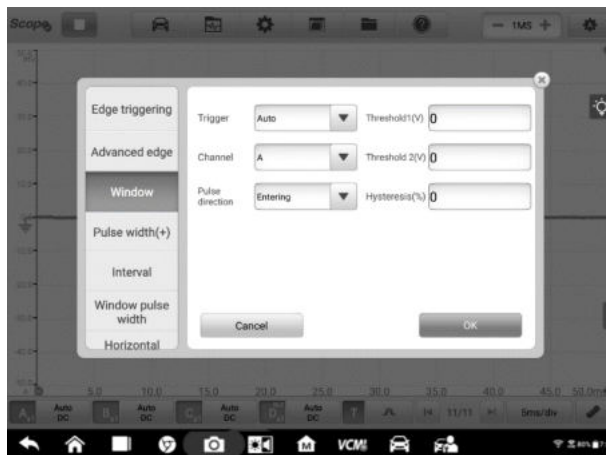 Scope
1MS
Edge triggering
Advanced edge
Window
Pulse width(+)
Interval
Window pulse
width
Horizontal
Trigger
Auto
Threshold1(V)
0
Channel
A
Threshold 2(V)
0
Pulse
direction
Entering
Hysteresis(%)
0
Cancel
OK
5.0 10.0 15.0 20.0 25.0 30.0 35.0 40.0 45.0 50.0ms
A Auto
DC
B Auto
DC
C Auto
DC
D Auto
DC
T
11/11
5ms/div
M
VCMI